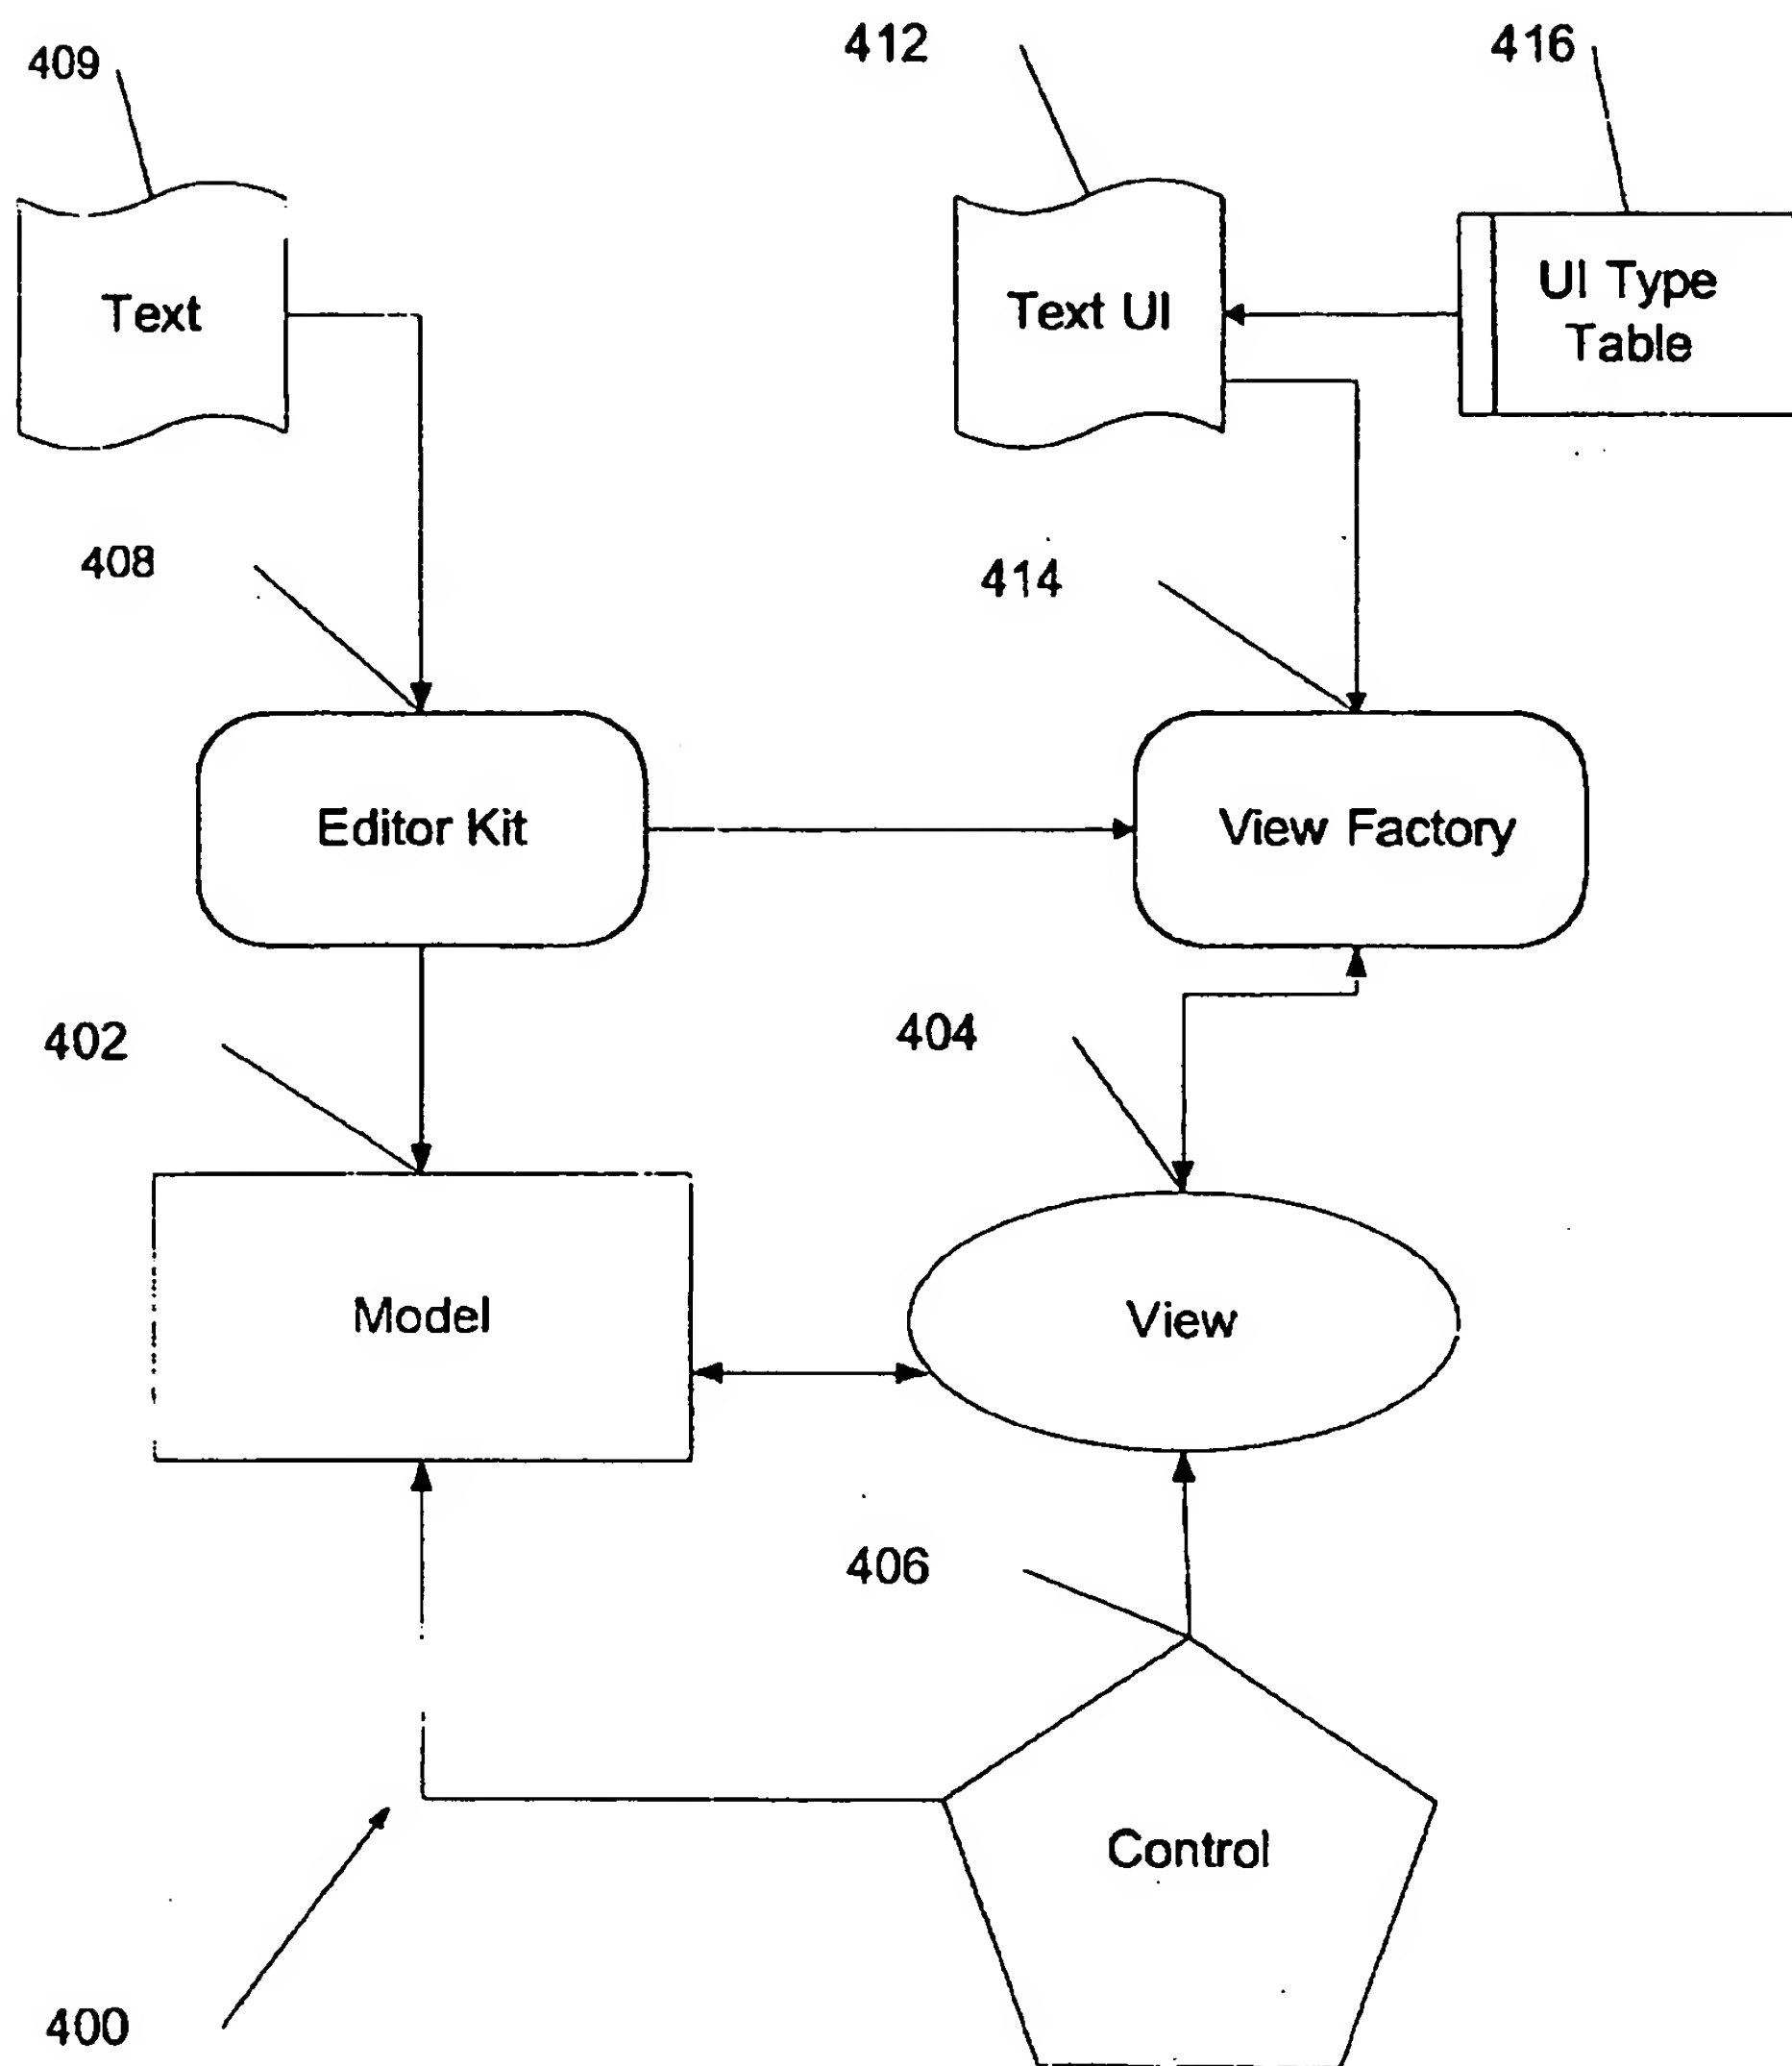 409
412
416
Text
Text UI
UI Type
Table
408
414
Editor Kit
View Factory
402
404
Model
View
406
Control
400